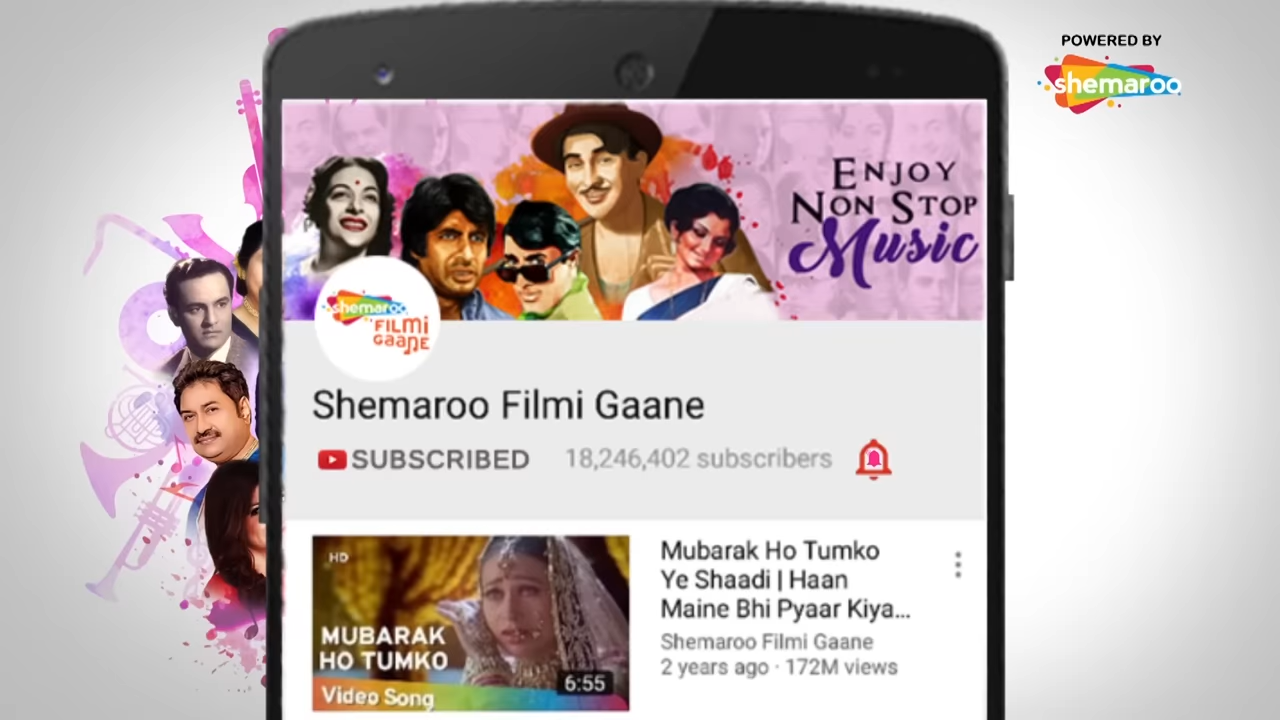 POWERED BY
shemaroo
ENJOY
NON STOP
Music
shemaroo
FILMI
GAANE
Shemaroo Filmi Gaane
SUBSCRIBED 18,246,402 subscribers
HD
MUBARAK
HO TUMKO
Video Song
6:55
Mubarak Ho Tumko
Ye Shaadi | Haan
Maine Bhi Pyaar Kiya...
Shemaroo Filmi Gaane
2 years ago · 172M views